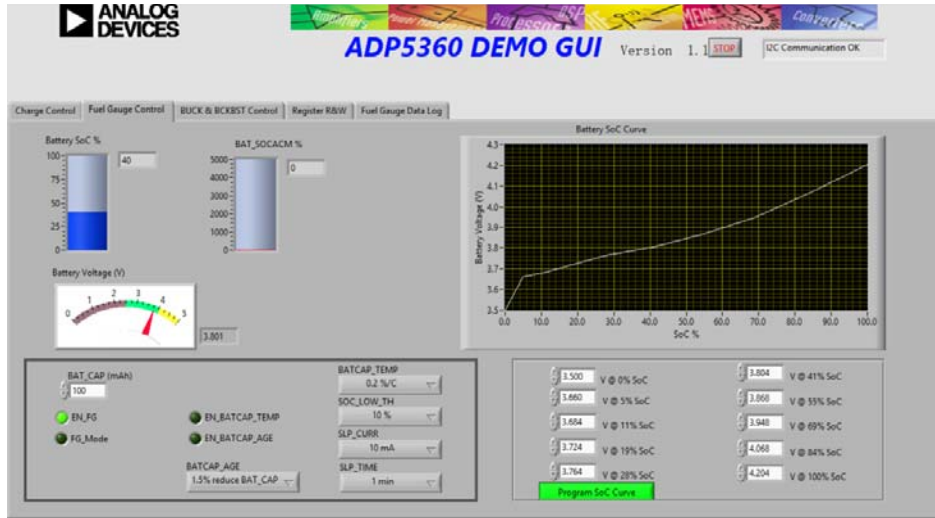 ANALOG
DEVICES
Amplifiers Power Processor DSP MEMS Converters
ADP5360 DEMO GUI Version 1.1 STOP I2C Communication OK
Charge Control Fuel Gauge Control BUCK & BCKBST Control Register R&W Fuel Gauge Data Log
Battery SoC %
100
75
50
25
0
40
BAT_SOCACM %
5000
4000
3000
2000
1000
0
0
Battery SoC Curve
Battery Voltage (V)
4.3
4.2
4.1
4.0
3.9
3.8
3.7
3.6
3.5
0.0 10.0 20.0 30.0 40.0 50.0 60.0 70.0 80.0 90.0 100.0
SoC %
Battery Voltage (V)
0 1 2 3 4 5
3.801
BAT_CAP (mAh)
100
EN_FG
FG_Mode
EN_BATCAP_TEMP
EN_BATCAP_AGE
BATCAP_AGE
1.5% reduce BAT_CAP
BATCAP_TEMP
0.2 %/C
SOC_LOW_TH
10 %
SLP_CURR
10 mA
SLP_TIME
1 min
3.500 V @ 0% SoC
3.660 V @ 5% SoC
3.684 V @ 11% SoC
3.724 V @ 19% SoC
3.764 V @ 28% SoC
3.804 V @ 41% SoC
3.868 V @ 55% SoC
3.948 V @ 69% SoC
4.068 V @ 84% SoC
4.204 V @ 100% SoC
Program SoC Curve